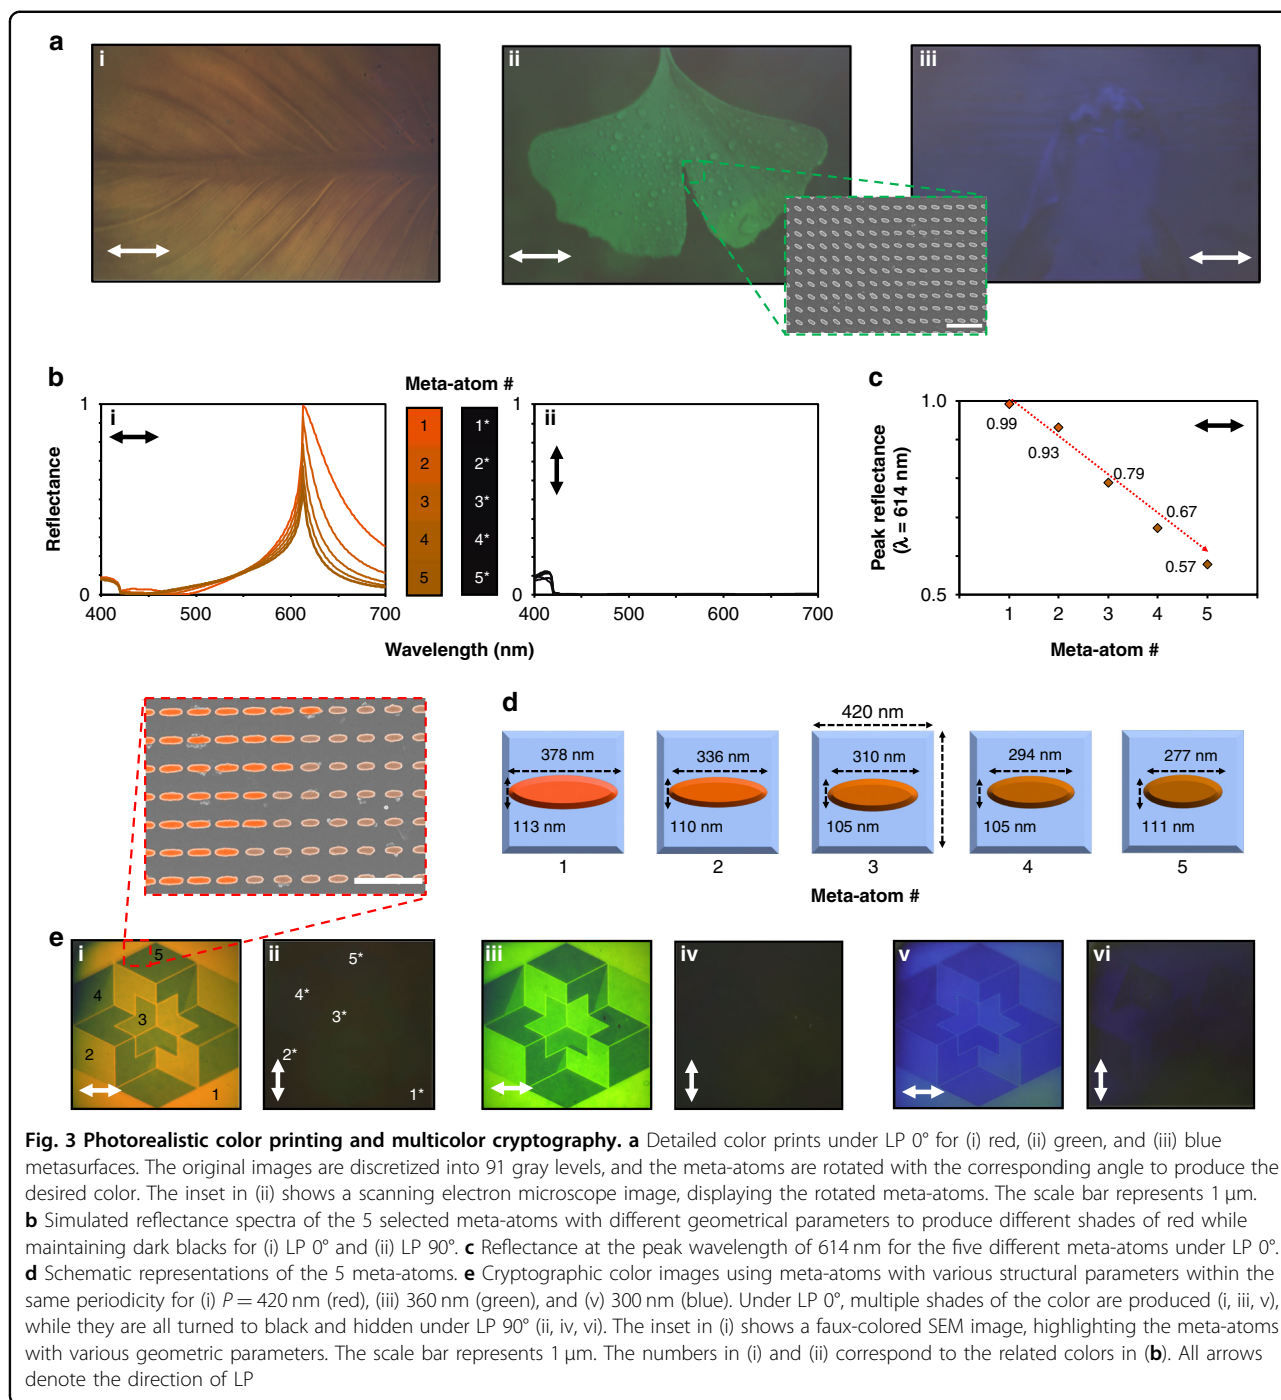 a
i
ii
iii
b
Meta-atom #
c
1
i
Reflectance
0
400
500
600
700
1
2
3
4
5
1*
2*
3*
4*
5*
1
ii
0
400
500
600
700
Wavelength (nm)
Peak reflectance
(λ = 614 nm)
1.0
0.5
0.99
0.93
0.79
0.67
0.57
1
2
3
4
5
Meta-atom #
d
420 nm
378 nm
336 nm
310 nm
294 nm
277 nm
113 nm
110 nm
105 nm
105 nm
111 nm
1
2
3
4
5
Meta-atom #
e
i
5
4
3
2
1
ii
5*
4*
3*
2*
1*
iii
iv
v
vi
Fig. 3 Photorealistic color printing and multicolor cryptography. a Detailed color prints under LP 0° for (i) red, (ii) green, and (iii) blue
metasurfaces. The original images are discretized into 91 gray levels, and the meta-atoms are rotated with the corresponding angle to produce the
desired color. The inset in (ii) shows a scanning electron microscope image, displaying the rotated meta-atoms. The scale bar represents 1 μm.
b Simulated reflectance spectra of the 5 selected meta-atoms with different geometrical parameters to produce different shades of red while
maintaining dark blacks for (i) LP 0° and (ii) LP 90°. c Reflectance at the peak wavelength of 614 nm for the five different meta-atoms under LP 0°.
d Schematic representations of the 5 meta-atoms. e Cryptographic color images using meta-atoms with various structural parameters within the
same periodicity for (i) P = 420 nm (red), (iii) 360 nm (green), and (v) 300 nm (blue). Under LP 0°, multiple shades of the color are produced (i, iii, v),
while they are all turned to black and hidden under LP 90° (ii, iv, vi). The inset in (i) shows a faux-colored SEM image, highlighting the meta-atoms
with various geometric parameters. The scale bar represents 1 μm. The numbers in (i) and (ii) correspond to the related colors in (b). All arrows
denote the direction of LP